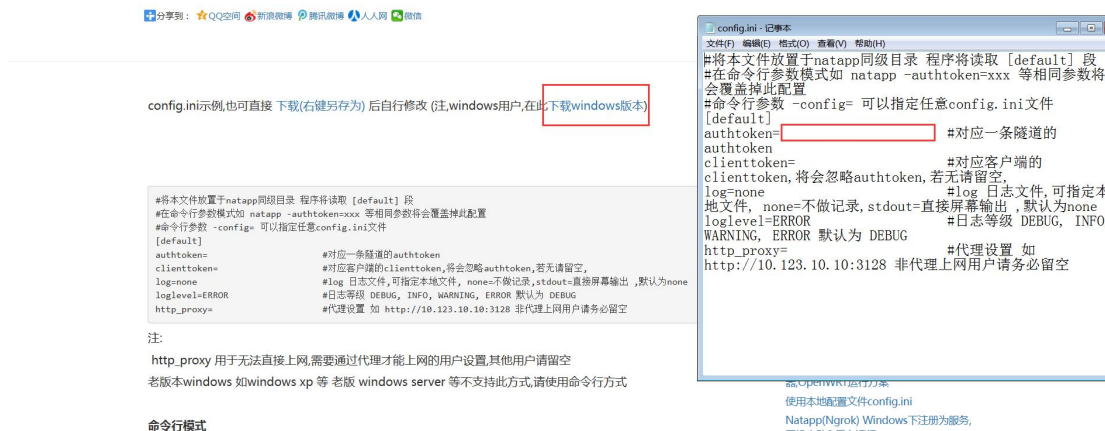 分享到： QQ空间 新浪微博 腾讯微博 人人网 微信
config.ini示例,也可直接 下载(右键另存为) 后自行修改 (注,windows用户,在此下载windows版本)
#将本文件放置于natapp同级目录 程序将读取 [default] 段
#在命令行参数模式如 natapp -authtoken=xxx 等相同参数将会覆盖掉此配置
#命令行参数 -config= 可以指定任意config.ini文件
[default]
authtoken= #对应一条隧道的authtoken
clienttoken= #对应客户端的clienttoken,将会忽略authtoken,若无请留空,
log=none #log 日志文件,可指定本地文件, none=不做记录,stdout=直接屏幕输出 ,默认为none
loglevel=ERROR #日志等级 DEBUG, INFO, WARNING, ERROR 默认为 DEBUG
http_proxy= #代理设置 如 http://10.123.10.10:3128 非代理上网用户请务必留空
注:
http_proxy 用于无法直接上网,需要通过代理才能上网的用户设置,其他用户请留空
老版本windows 如windows xp 等 老版 windows server 等不支持此方式,请使用命令行方式
命令行模式
config.ini - 记事本
文件(F) 编辑(E) 格式(O) 查看(V) 帮助(H)
#将本文件放置于natapp同级目录 程序将读取 [default] 段
#在命令行参数模式如 natapp -authtoken=xxx 等相同参数将
会覆盖掉此配置
#命令行参数 -config= 可以指定任意config.ini文件
[default]
authtoken= #对应一条隧道的
authtoken
clienttoken= #对应客户端的
clienttoken,将会忽略authtoken,若无请留空,
log=none #log 日志文件,可指定本
地文件, none=不做记录,stdout=直接屏幕输出 ,默认为none
loglevel=ERROR #日志等级 DEBUG, INFO
WARNING, ERROR 默认为 DEBUG
http_proxy= #代理设置 如
http://10.123.10.10:3128 非代理上网用户请务必留空
器,OpenWRT运行方案
使用本地配置文件config.ini
Natapp(Ngrok) Windows下注册为服务,